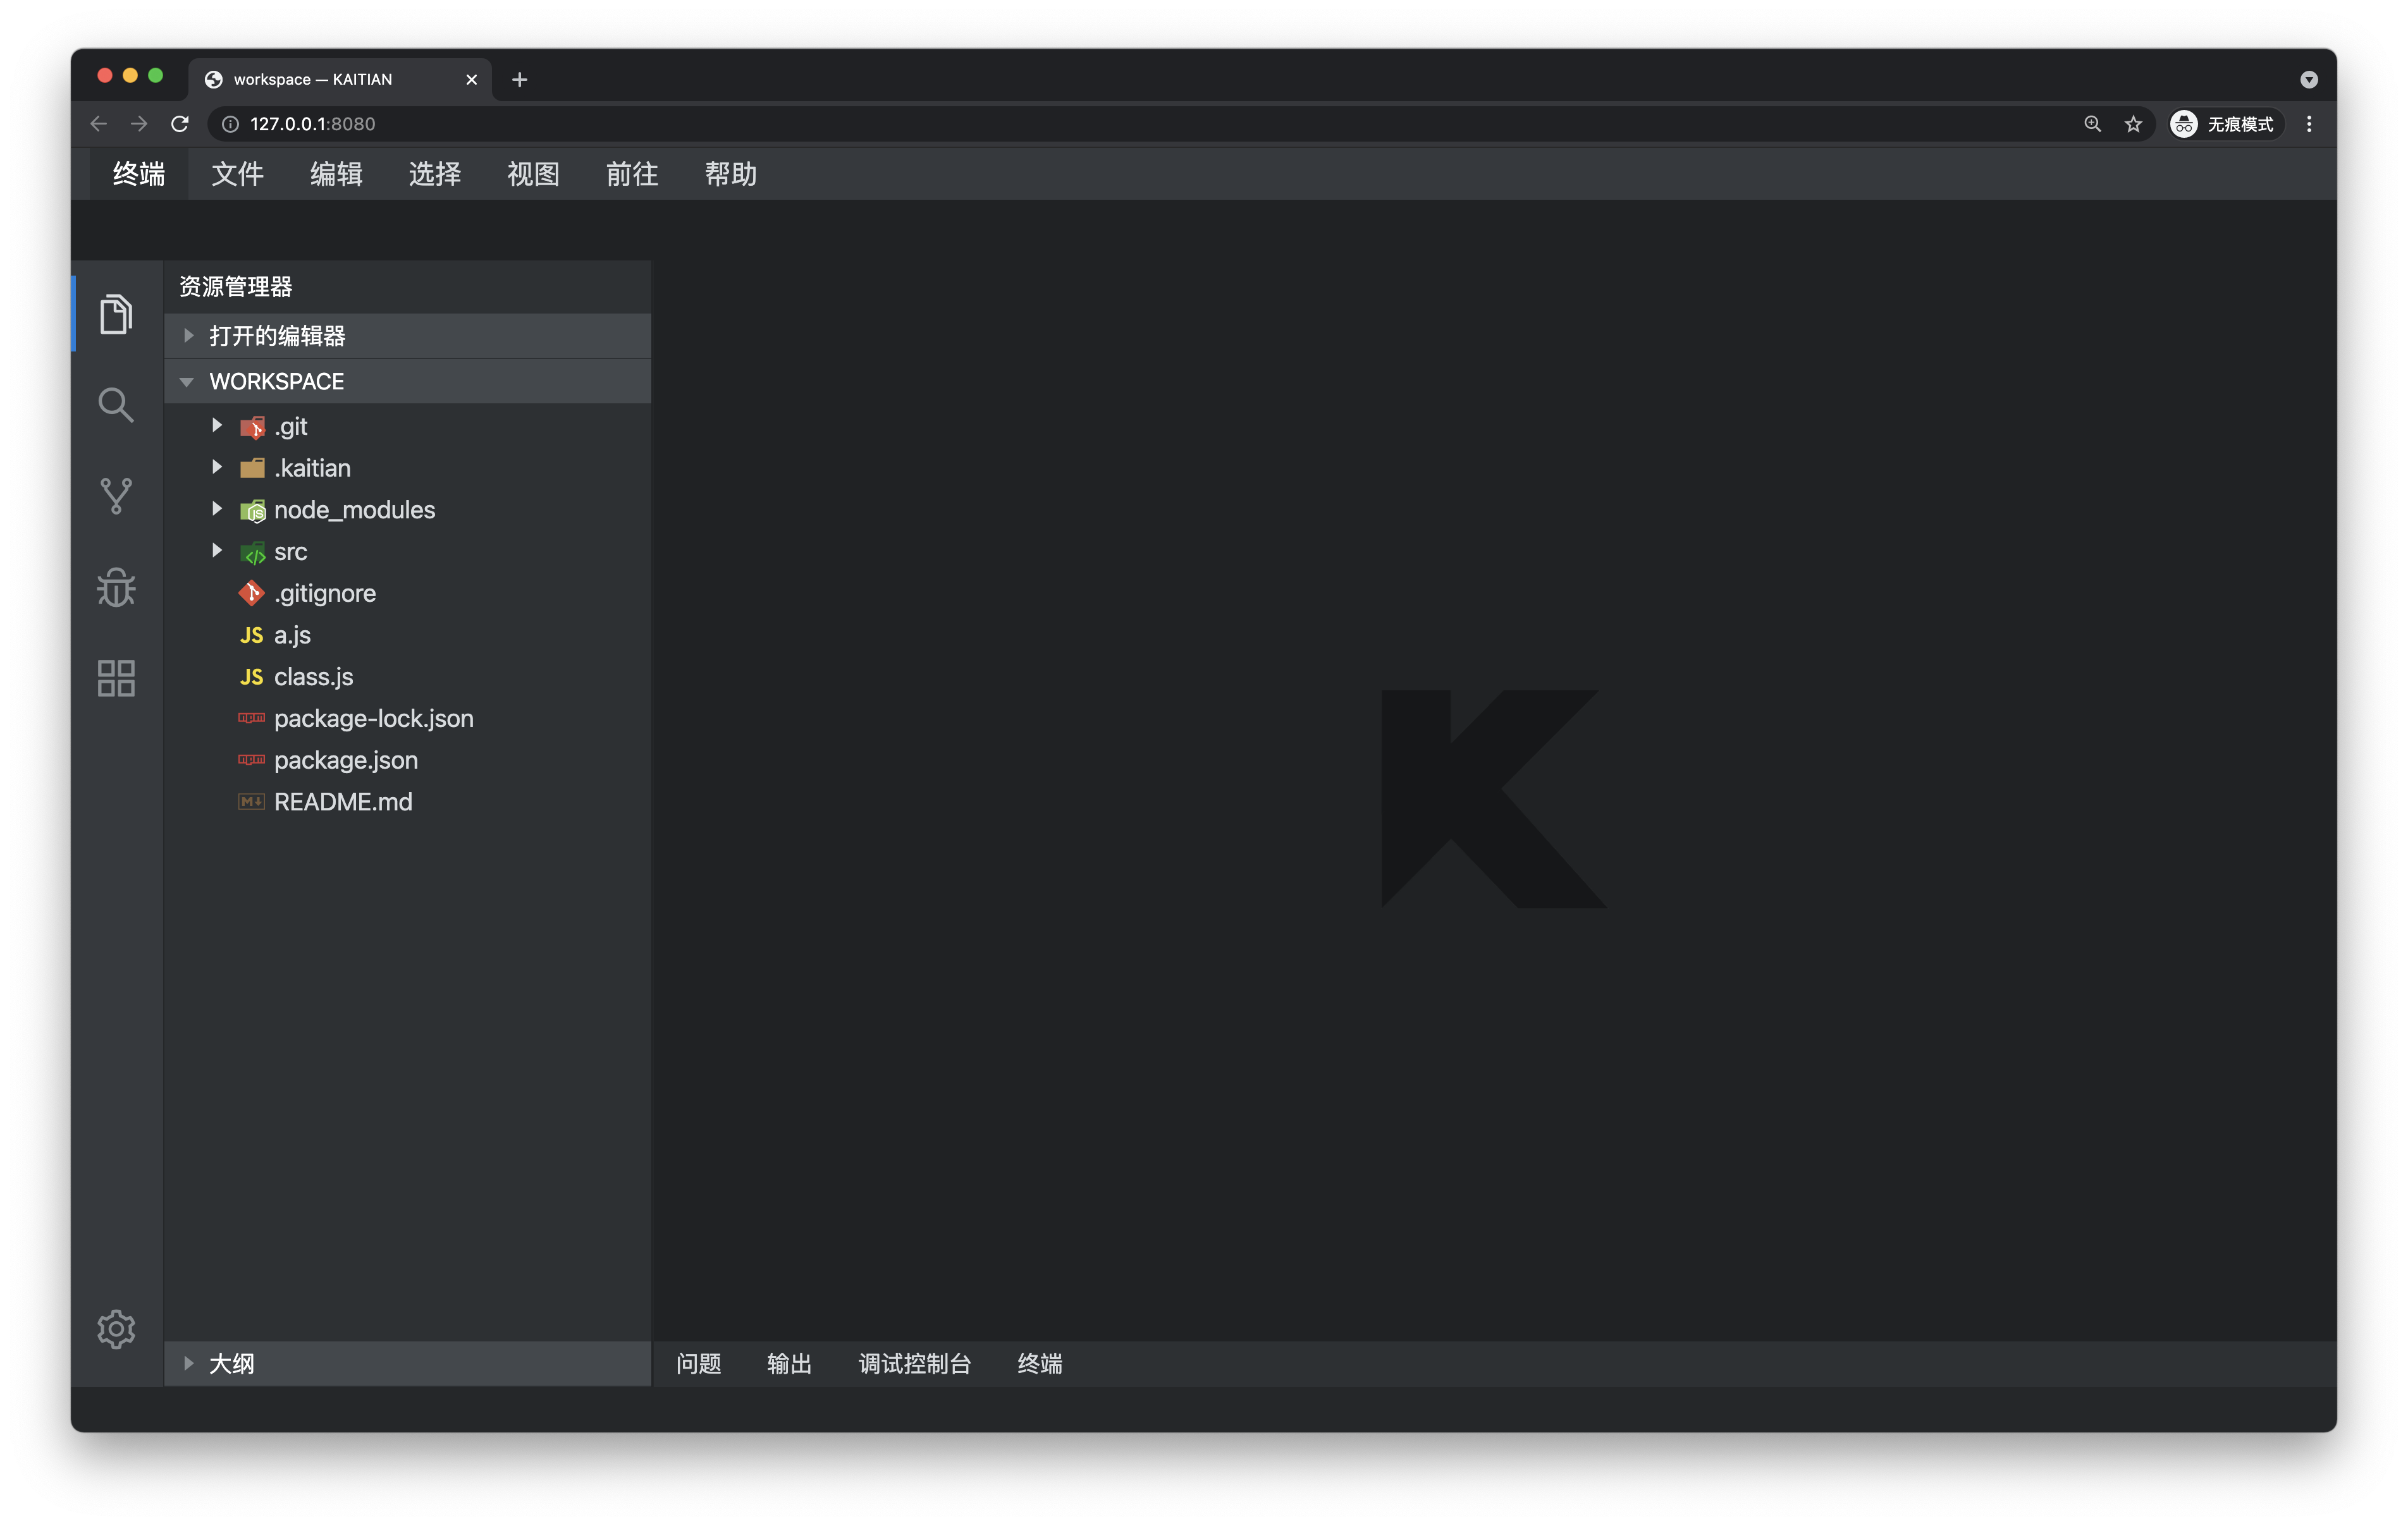 workspace — KAITIAN
127.0.0.1:8080
无痕模式
终端 文件 编辑 选择 视图 前往 帮助
资源管理器
打开的编辑器
WORKSPACE
.git
.kaitian
node_modules
src
.gitignore
JS a.js
JS class.js
package-lock.json
package.json
README.md
大纲
问题 输出 调试控制台 终端